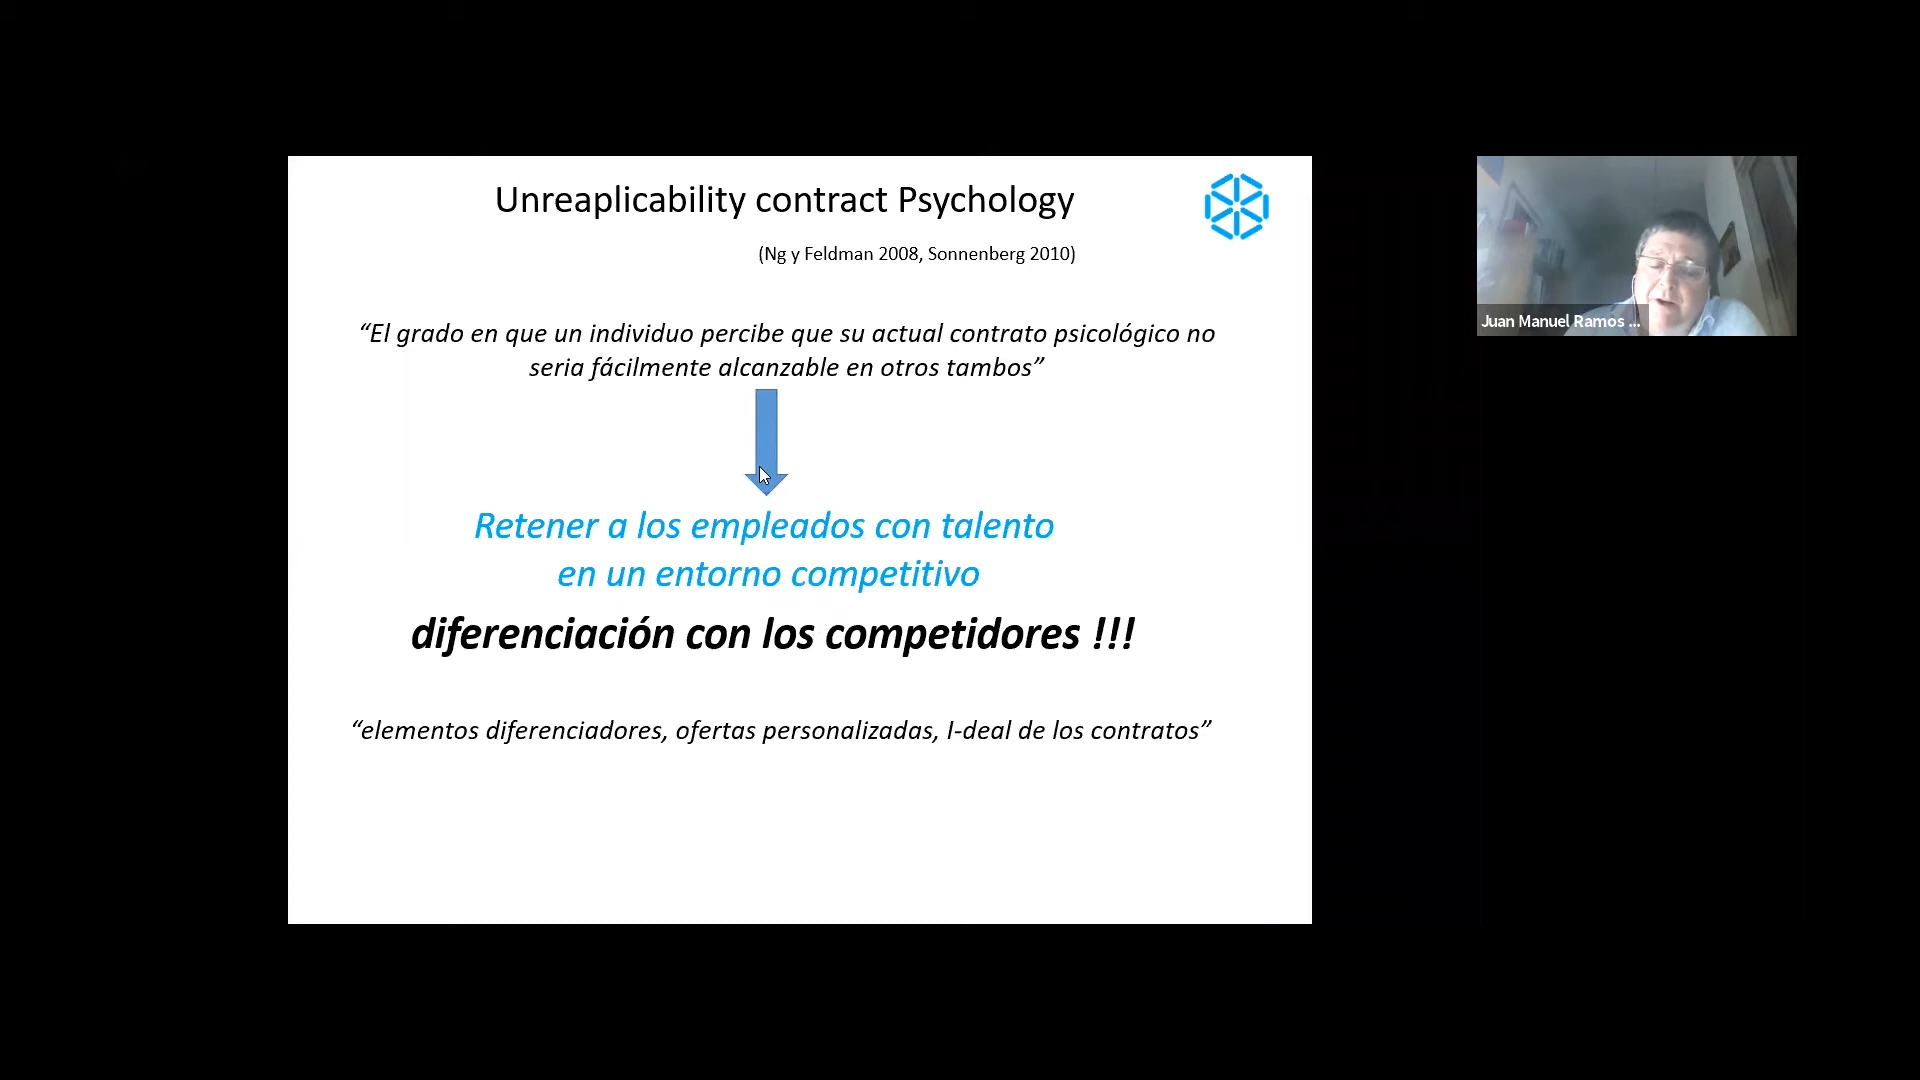 Unreaplicability contract Psychology
(Ng y Feldman 2008, Sonnenberg 2010)
“El grado en que un individuo percibe que su actual contrato psicológico no
seria fácilmente alcanzable en otros tambos”
Retener a los empleados con talento
en un entorno competitivo
diferenciación con los competidores !!!
“elementos diferenciadores, ofertas personalizadas, I-deal de los contratos”
Juan Manuel Ramos ...